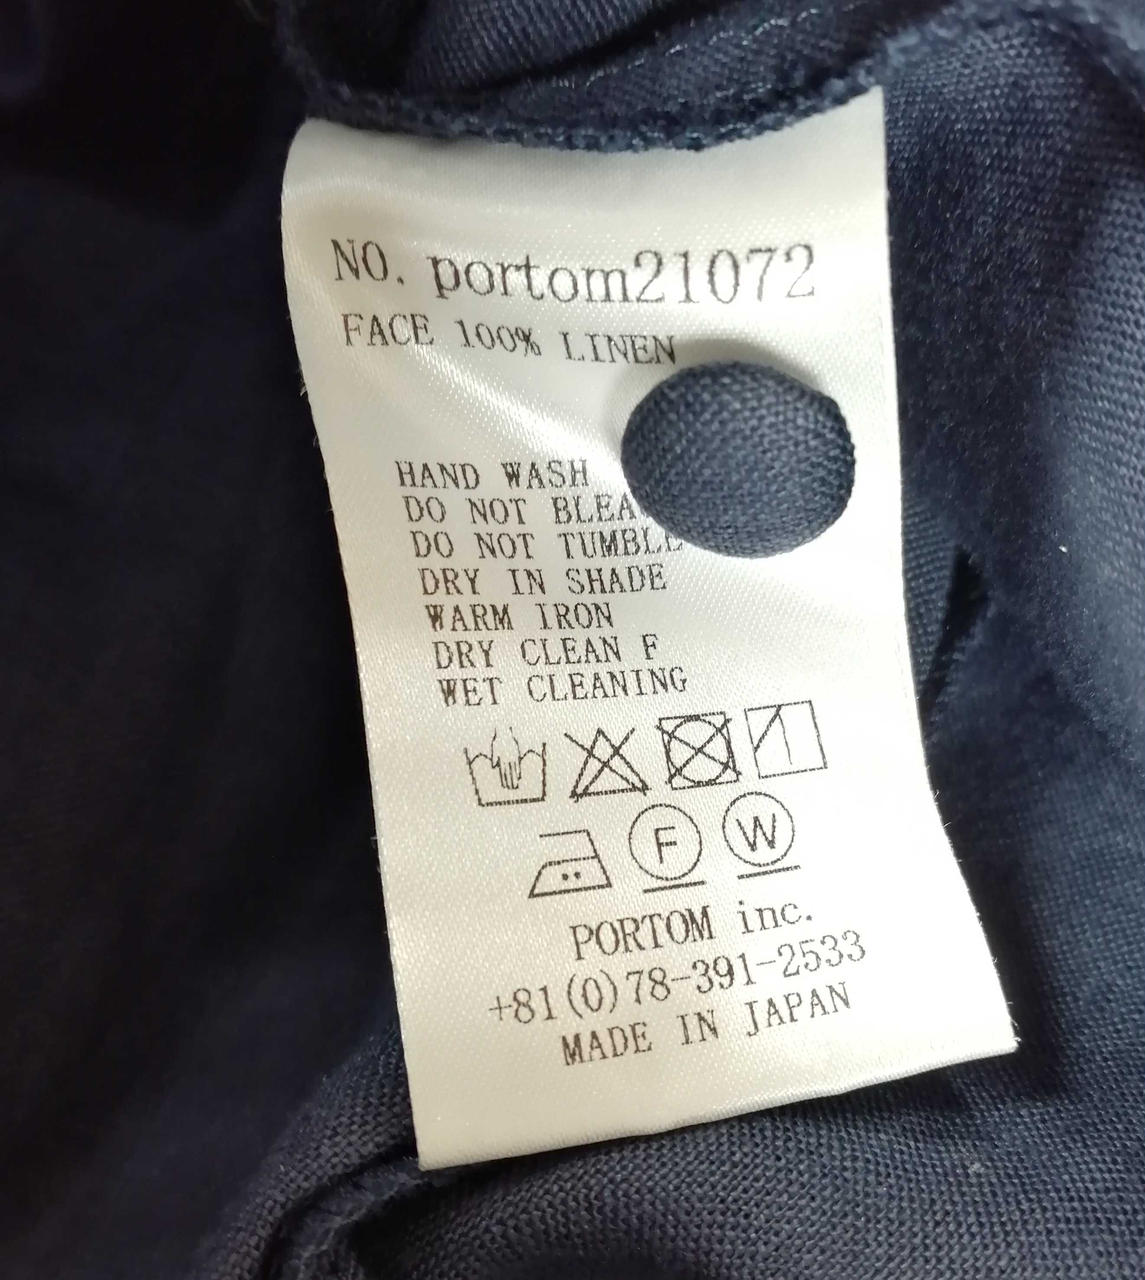 NO. portom21072
FACE 100% LINEN
HAND WASH
DO NOT
DO NOT TUMBLE
DRY IN SHADE
WARM IRON
DRY CLEAN F
WET CLEANING
F W
PORTOM inc.
+81(0)78-391-2533
MADE IN JAPAN